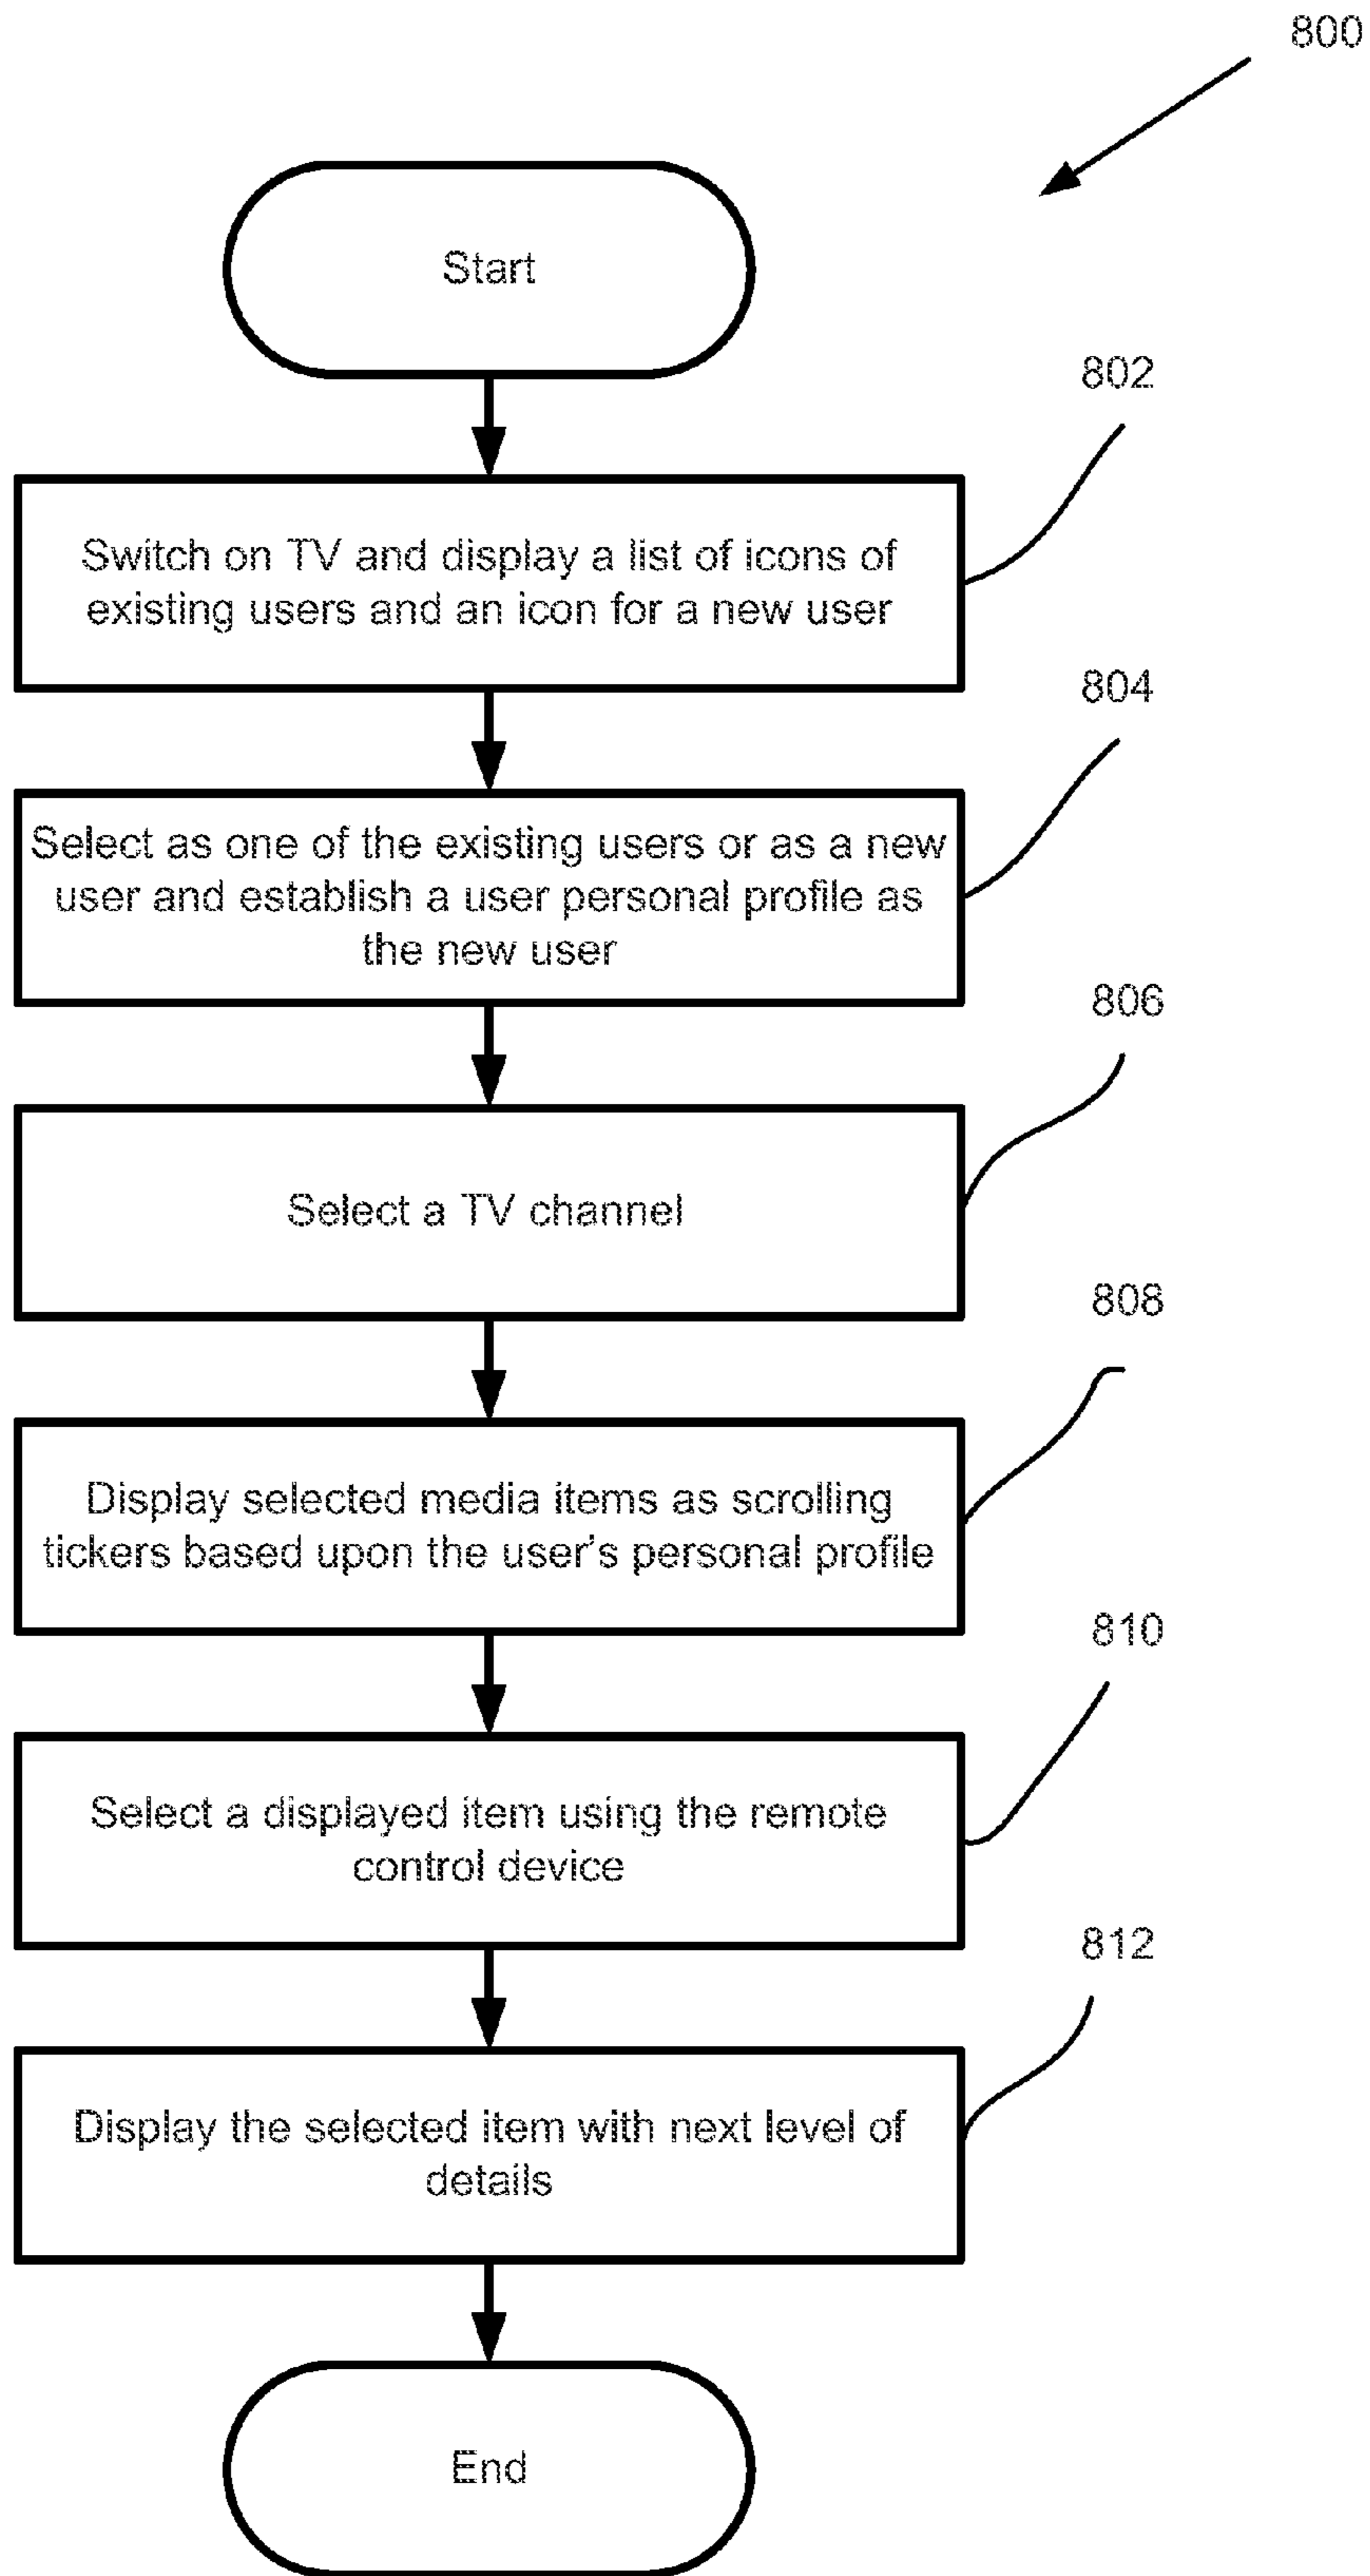 800
Start
802
Switch on TV and display a list of icons of
existing users and an icon for a new user
804
Select as one of the existing users or as a new
user and establish a user personal profile as
the new user
806
Select a TV channel
808
Display selected media items as scrolling
tickers based upon the user's personal profile
810
Select a displayed item using the remote
control device
812
Display the selected item with next level of
details
End